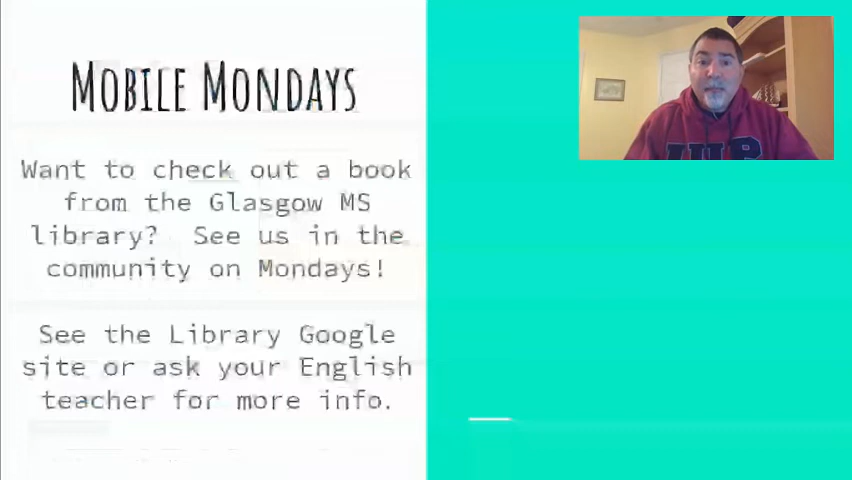 MOBILE MONDAYS
Want to check out a book
from the Glasgow MS
library? See us in the
community on Mondays!
See the Library Google
site or ask your English
teacher for more info.